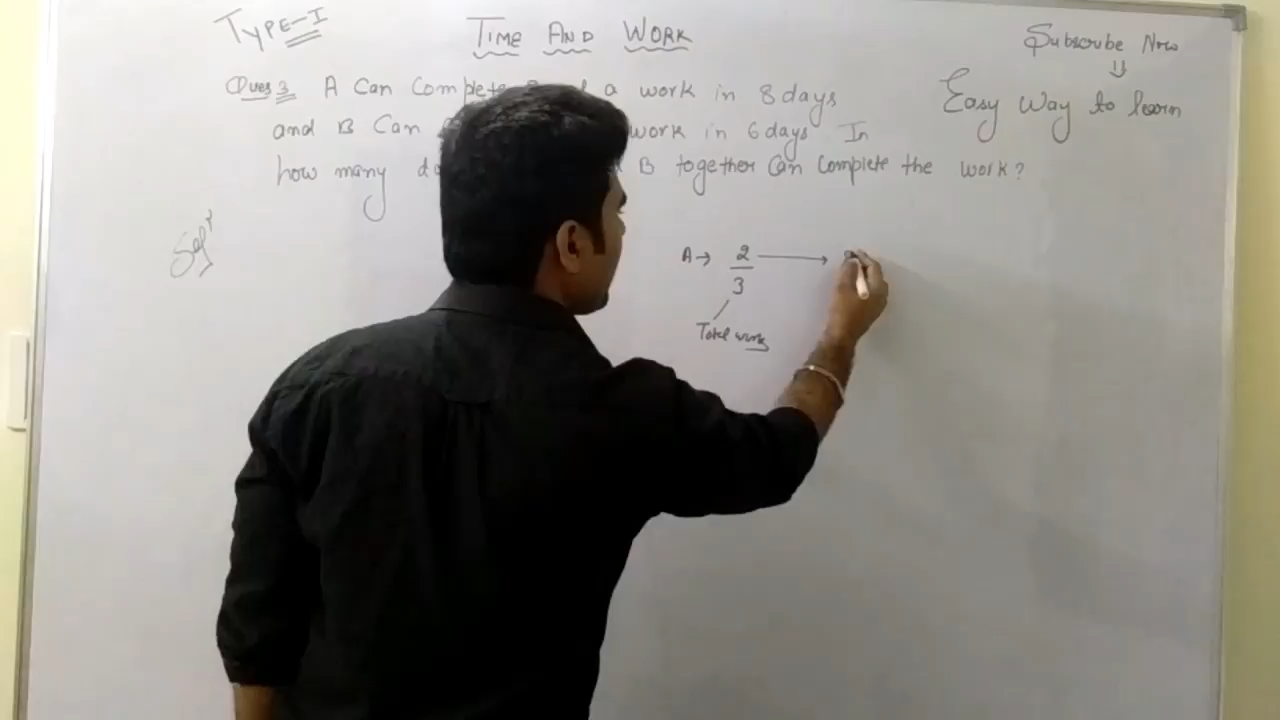 TYPE-I
TIME AND WORK
Subscribe Now
Easy Way to learn
Ques 3 A Can Complete a work in 8 days
and B Can work in 6 days In
how many B together Can Complete the work?
Sol
A → 2/3 →
Total work